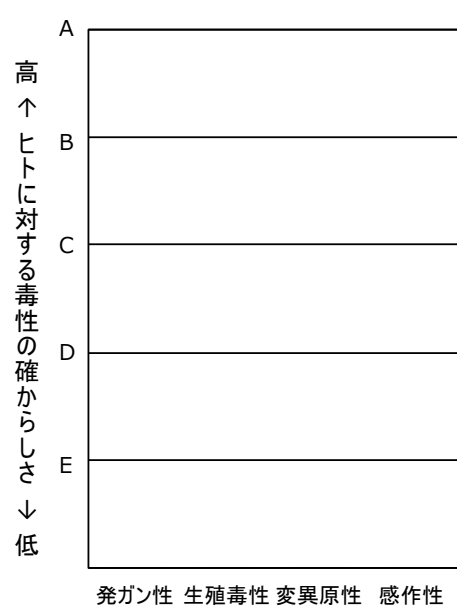 A
B
C
D
E
高 ↑ ヒトに対する毒性の確からしさ ↓ 低
発ガン性 生殖毒性 変異原性 感作性